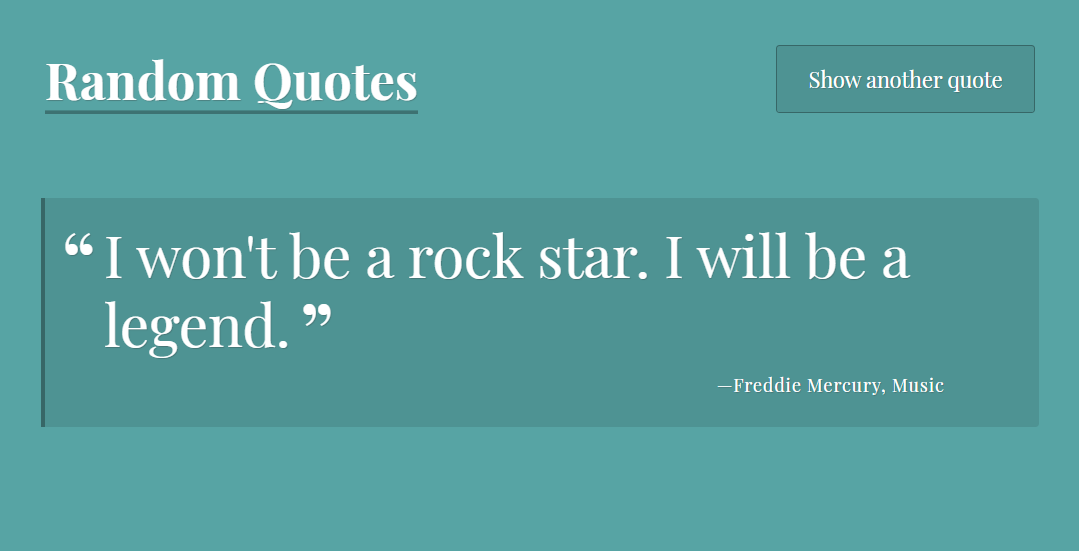 Random Quotes
Show another quote
“ I won't be a rock star. I will be a
legend. ”
—Freddie Mercury, Music